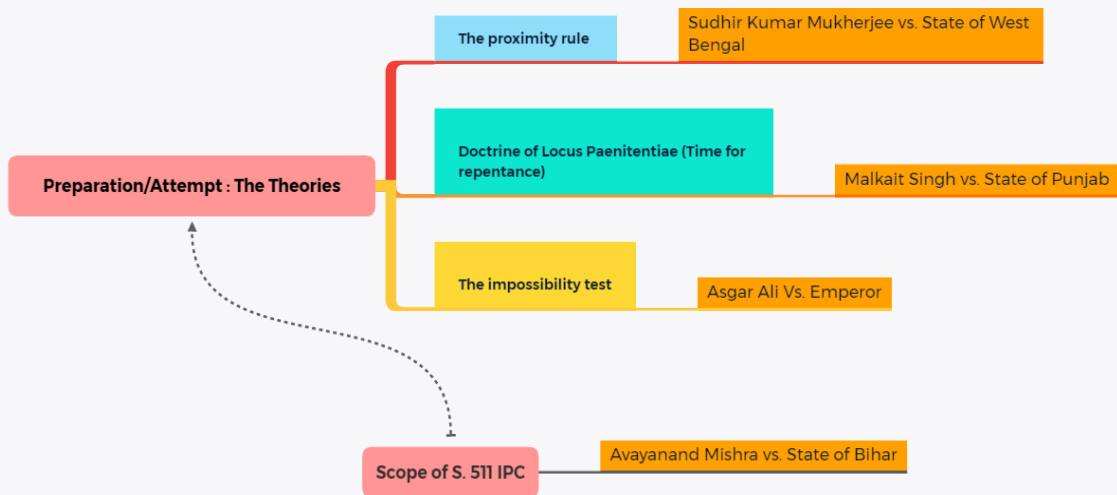 The proximity rule
Sudhir Kumar Mukherjee vs. State of West
Bengal
Doctrine of Locus Paenitentiae (Time for
repentance)
Malkait Singh vs. State of Punjab
Preparation/Attempt : The Theories
The impossibility test
Asgar Ali Vs. Emperor
Scope of S. 511 IPC
Avayanand Mishra vs. State of Bihar